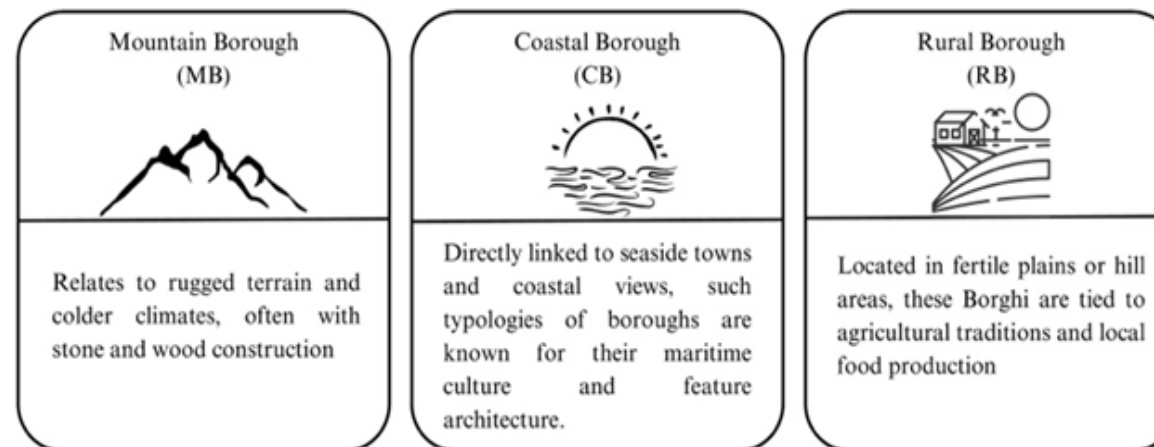 Mountain Borough
(MB)
Relates to rugged terrain and
colder climates, often with
stone and wood construction
Coastal Borough
(CB)
Directly linked to seaside towns
and coastal views, such
typologies of boroughs are
known for their maritime
culture and feature
architecture.
Rural Borough
(RB)
Located in fertile plains or hill
areas, these Borghi are tied to
agricultural traditions and local
food production